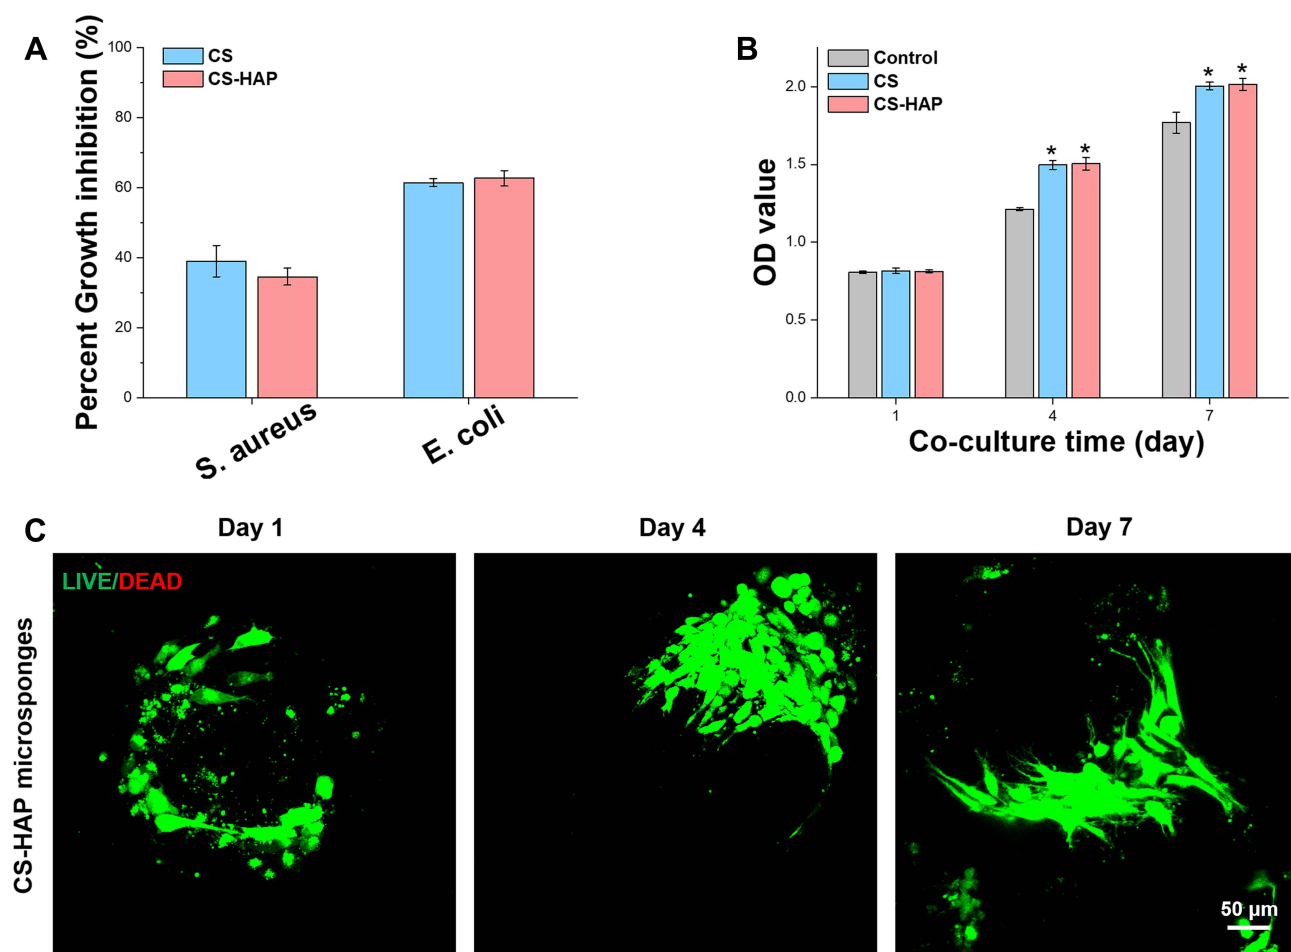 A
Percent Growth inhibition (%)
100
80
60
40
20
0
CS
CS-HAP
S. aureus
E. coli
B
OD value
2.0
1.5
1.0
0.5
0.0
Control
CS
CS-HAP
* *
* *
1
4
7
Co-culture time (day)
C
Day 1
Day 4
Day 7
CS-HAP microsponges
LIVE/DEAD
50 µm